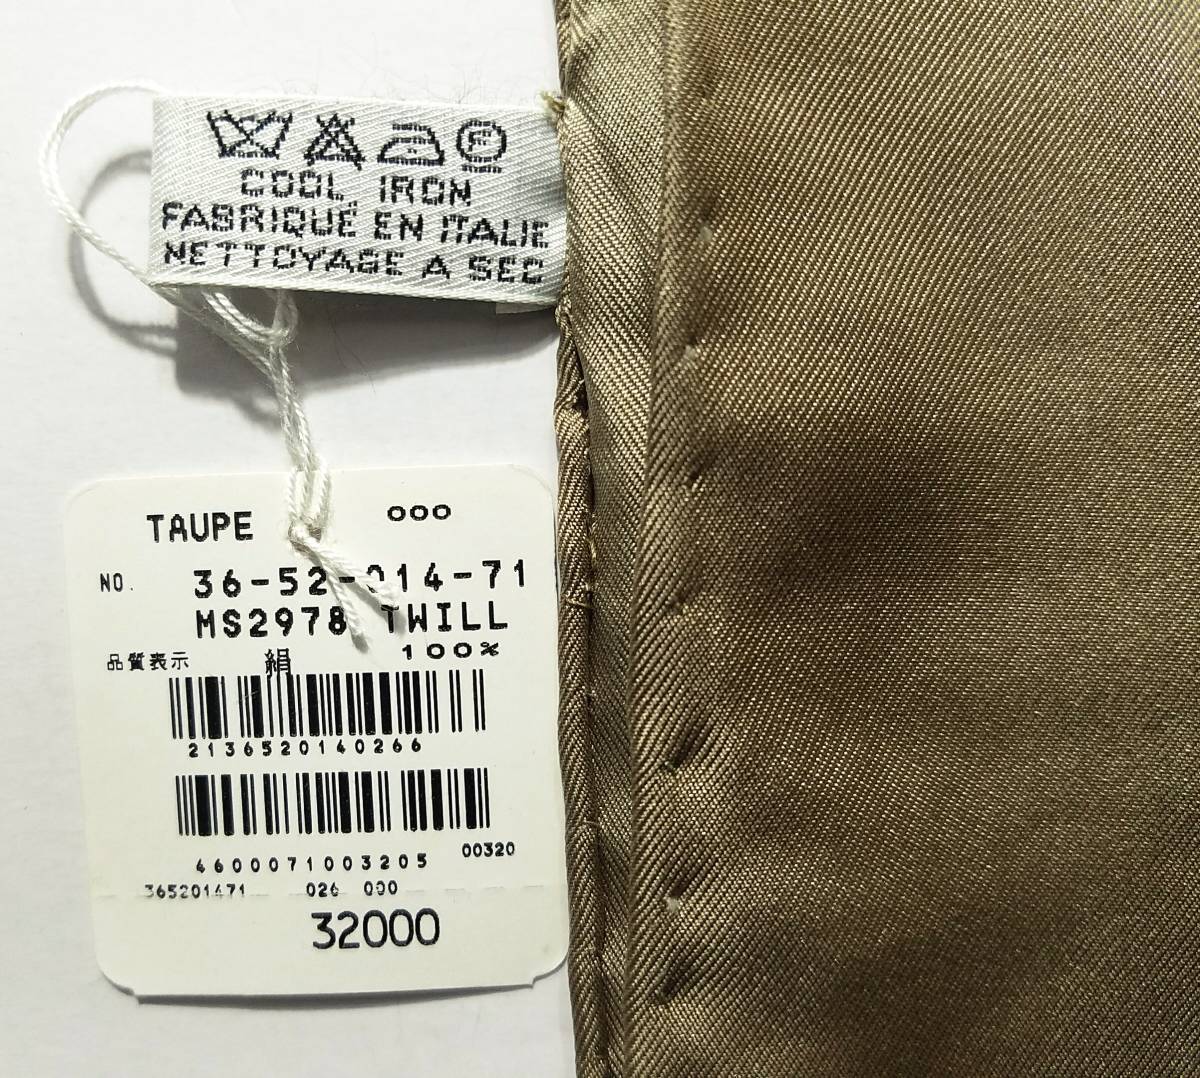 COOL IRON
FABRIQUÉ EN ITALIE
NETTOYAGE A SEC
TAUPE 000
NO. 36-52-014-71
MS2978 TWILL
品質表示 絹 100%
2136520140266
4600071003205 00320
365201471 026 000
32000